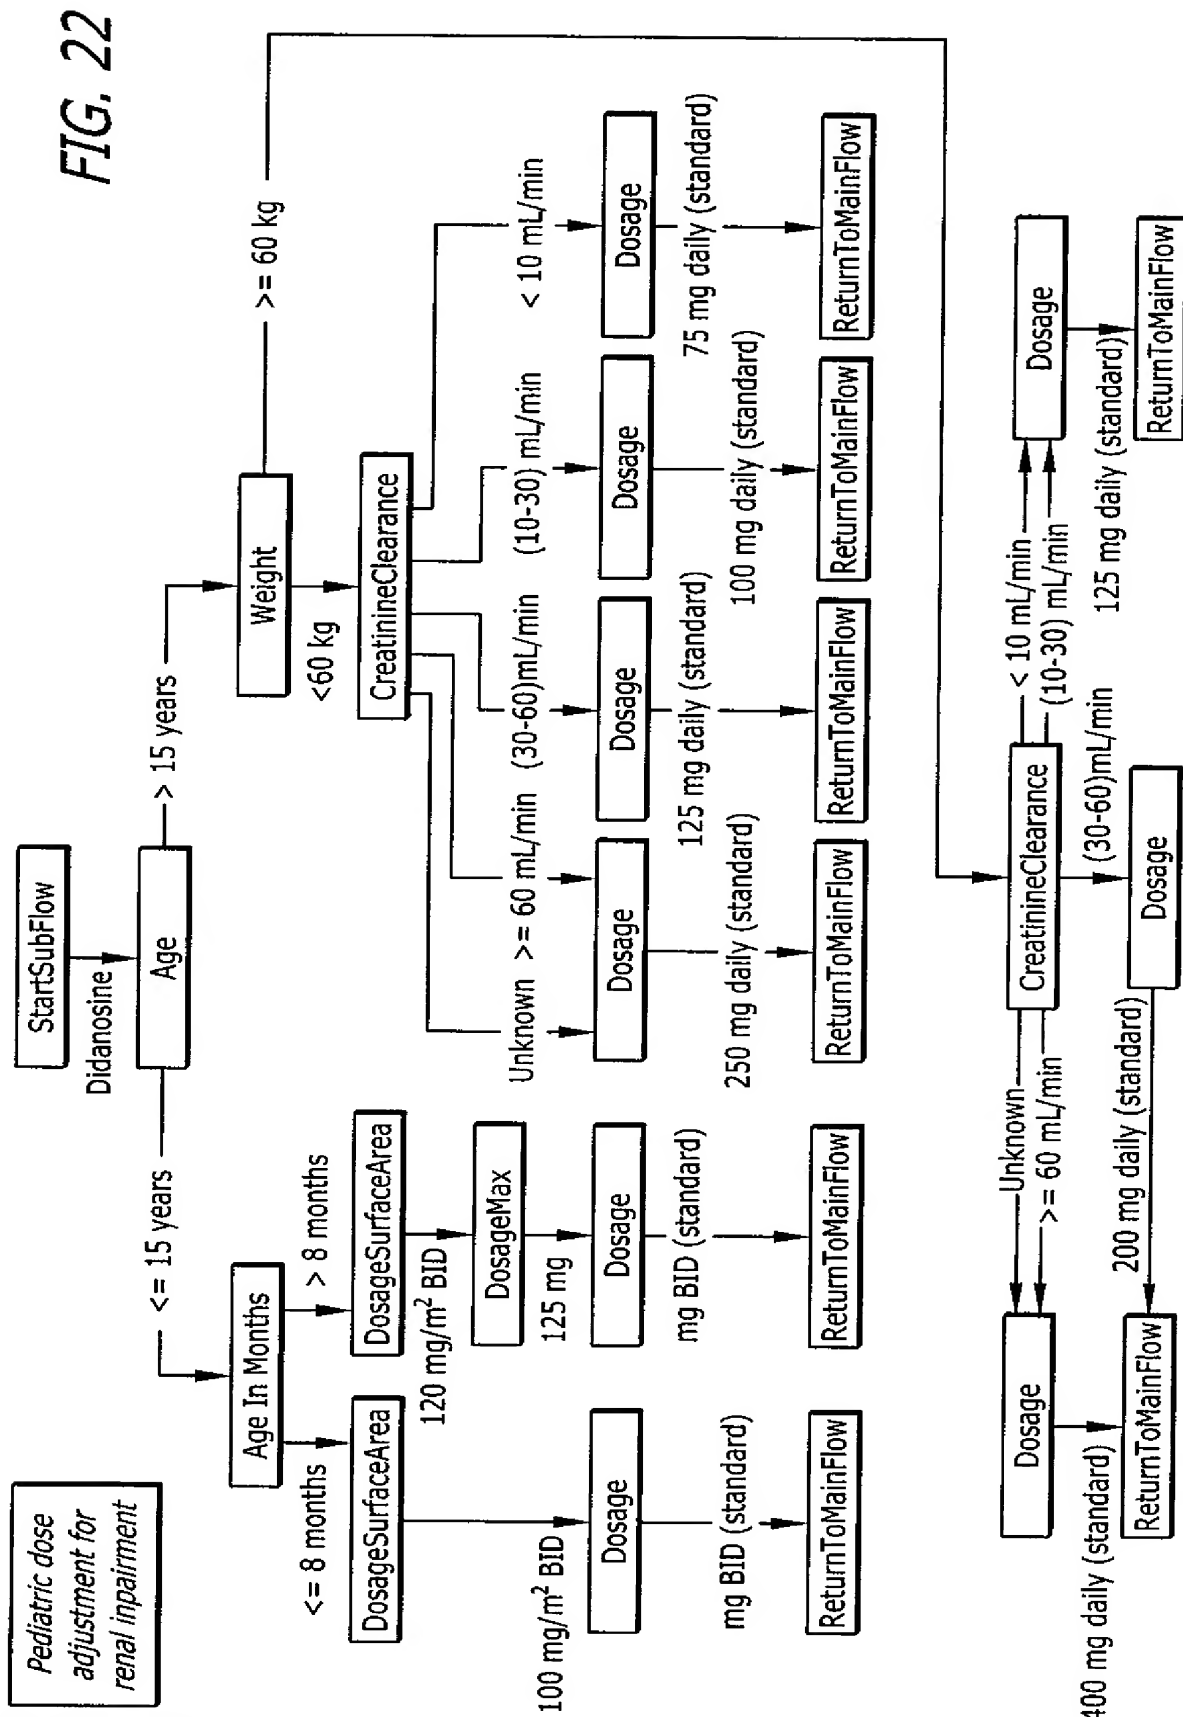 FIG. 22
Pediatric dose
adjustment for
renal inpairment
StartSubFlow
Didanosine
Age
<= 15 years
> 15 years
Age In Months
<= 8 months
> 8 months
DosageSurfaceArea
DosageSurfaceArea
100 mg/m² BID
120 mg/m² BID
DosageMax
125 mg
Dosage
Dosage
mg BID (standard)
mg BID (standard)
ReturnToMainFlow
ReturnToMainFlow
Weight
<60 kg
>= 60 kg
CreatinineClearance
Unknown
>= 60 mL/min
(30-60)mL/min
(10-30) mL/min
< 10 mL/min
Dosage
Dosage
Dosage
Dosage
250 mg daily (standard)
125 mg daily (standard)
100 mg daily (standard)
75 mg daily (standard)
ReturnToMainFlow
ReturnToMainFlow
ReturnToMainFlow
ReturnToMainFlow
CreatinineClearance
Unknown
>= 60 mL/min
< 10 mL/min
(10-30) mL/min
(30-60)mL/min
Dosage
Dosage
Dosage
400 mg daily (standard)
200 mg daily (standard)
125 mg daily (standard)
ReturnToMainFlow
ReturnToMainFlow